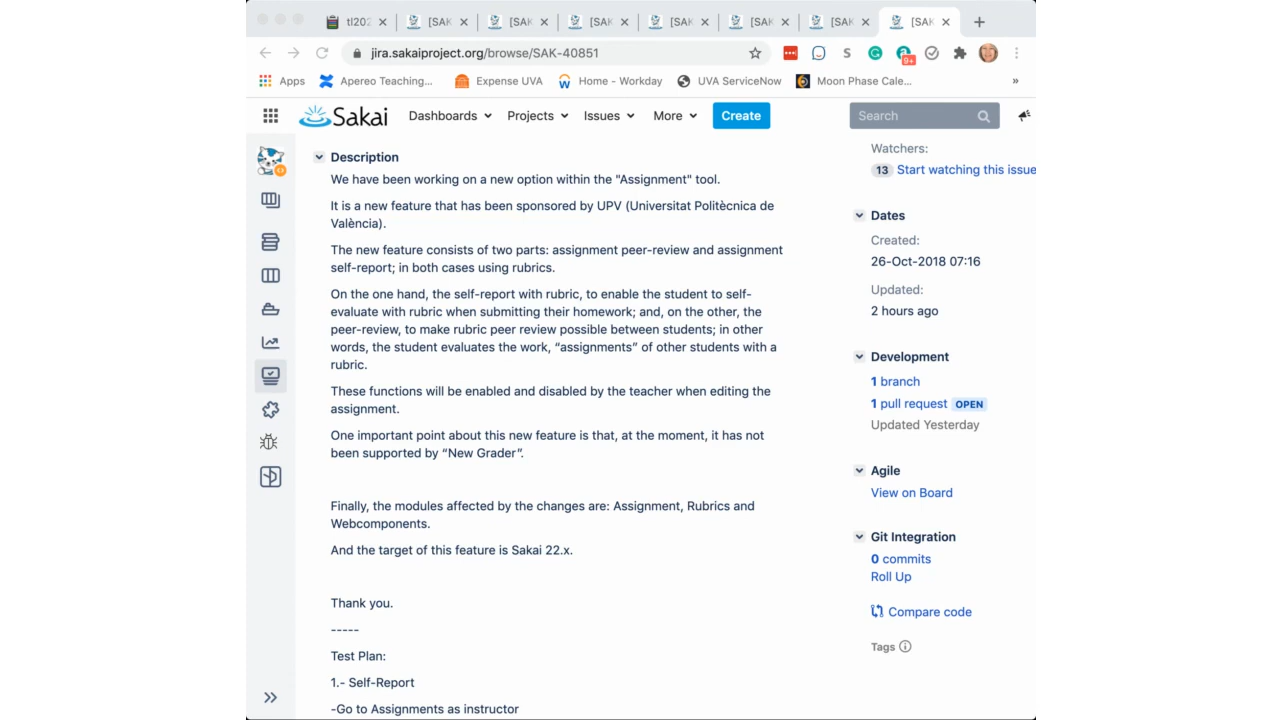 tl202
[SAK
[SAK
[SAK
[SAK
[SAK
[SAK
[SAK
jira.sakaiproject.org/browse/SAK-40851
S
9+
Apps
Apereo Teaching...
Expense UVA
Home - Workday
UVA ServiceNow
Moon Phase Cale...
»
Sakai
Dashboards
Projects
Issues
More
Create
Search
Description
We have been working on a new option within the "Assignment" tool.
It is a new feature that has been sponsored by UPV (Universitat Politècnica de
València).
The new feature consists of two parts: assignment peer-review and assignment
self-report; in both cases using rubrics.
On the one hand, the self-report with rubric, to enable the student to self-
evaluate with rubric when submitting their homework; and, on the other, the
peer-review, to make rubric peer review possible between students; in other
words, the student evaluates the work, “assignments” of other students with a
rubric.
These functions will be enabled and disabled by the teacher when editing the
assignment.
One important point about this new feature is that, at the moment, it has not
been supported by “New Grader”.
Finally, the modules affected by the changes are: Assignment, Rubrics and
Webcomponents.
And the target of this feature is Sakai 22.x.
Thank you.
-----
Test Plan:
1.- Self-Report
-Go to Assignments as instructor
Watchers:
13 Start watching this issue
Dates
Created:
26-Oct-2018 07:16
Updated:
2 hours ago
Development
1 branch
1 pull request OPEN
Updated Yesterday
Agile
View on Board
Git Integration
0 commits
Roll Up
Compare code
Tags